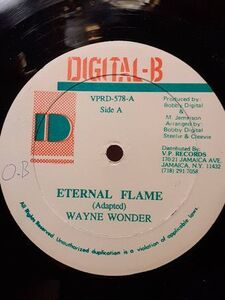 DIGITAL-B
VPRD-578-A
Side A
Produced by:
Bobby Digital
& M. Jemerison
Arranged by:
Bobby Digital
Steelie & Cleevie
Distributed By:
V.P. RECORDS
170-21 JAMAICA AVE.
JAMAICA, N.Y. 11432
(718) 291 7058
D
O-B
ETERNAL FLAME
(Adapted)
WAYNE WONDER
All Rights Reserved. Unauthorized duplication is a violation of applicable laws.